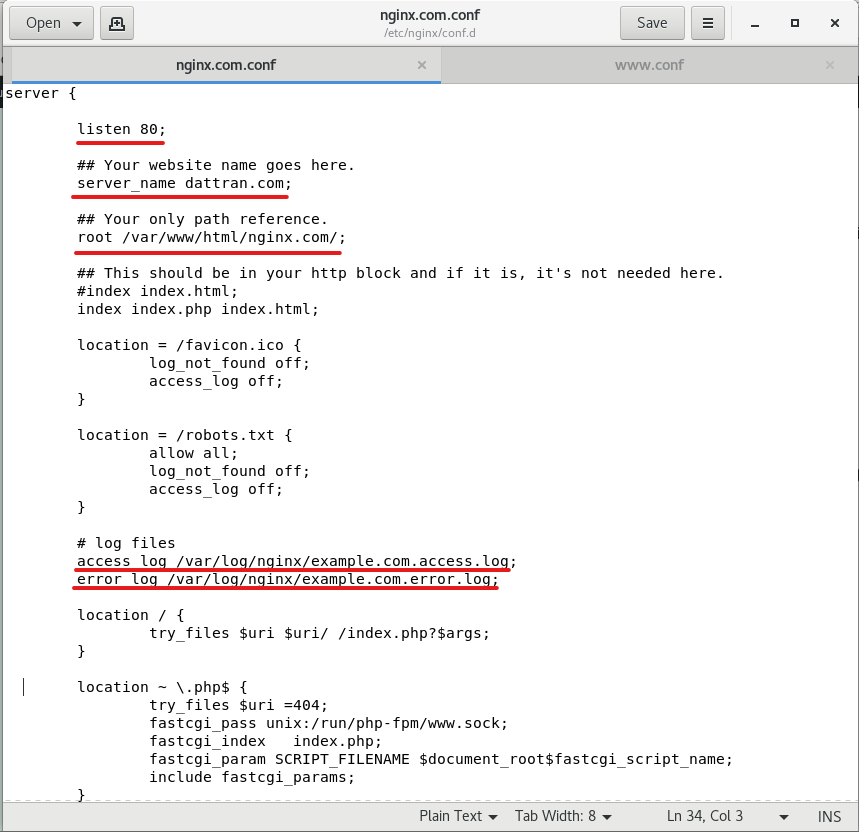 Open
nginx.com.conf
/etc/nginx/conf.d
Save
nginx.com.conf
www.conf
server {
listen 80;
## Your website name goes here.
server_name dattran.com;
## Your only path reference.
root /var/www/html/nginx.com/;
## This should be in your http block and if it is, it's not needed here.
#index index.html;
index index.php index.html;
location = /favicon.ico {
log_not_found off;
access_log off;
}
location = /robots.txt {
allow all;
log_not_found off;
access_log off;
}
# log files
access_log /var/log/nginx/example.com.access.log;
error_log /var/log/nginx/example.com.error.log;
location / {
try_files $uri $uri/ /index.php?$args;
}
location ~ \.php$ {
try_files $uri =404;
fastcgi_pass unix:/run/php-fpm/www.sock;
fastcgi_index   index.php;
fastcgi_param SCRIPT_FILENAME $document_root$fastcgi_script_name;
include fastcgi_params;
}
Plain Text
Tab Width: 8
Ln 34, Col 3
INS